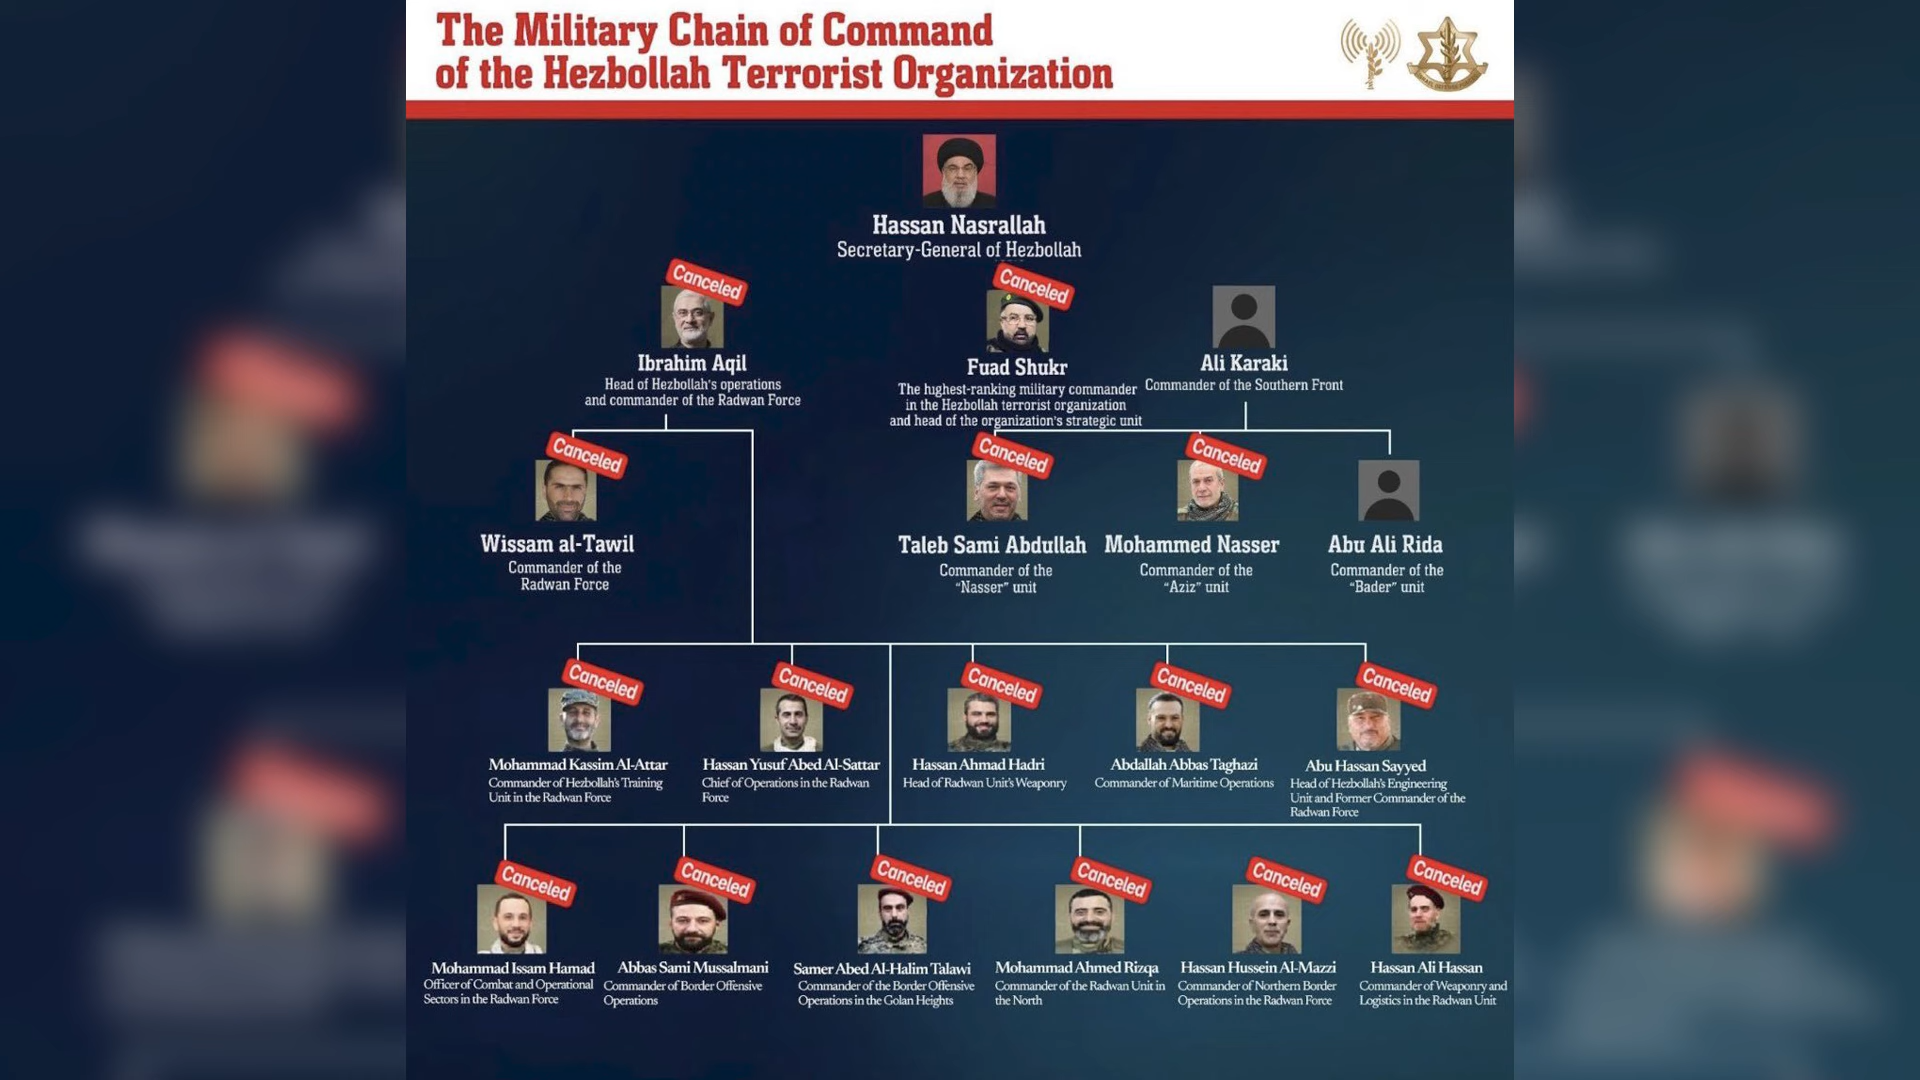 The Military Chain of Command
of the Hezbollah Terrorist Organization
Hassan Nasrallah
Secretary-General of Hezbollah
Canceled
Ibrahim Aqil
Head of Hezbollah's operations
and commander of the Radwan Force
Canceled
Fuad Shukr
The highest-ranking military commander
in the Hezbollah terrorist organization
and head of the organization's strategic unit
Ali Karaki
Commander of the Southern Front
Canceled
Wissam al-Tawil
Commander of the
Radwan Force
Canceled
Taleb Sami Abdullah
Commander of the
"Nasser" unit
Canceled
Mohammed Nasser
Commander of the
"Aziz" unit
Abu Ali Rida
Commander of the
"Bader" unit
Canceled
Mohammad Kassim Al-Attar
Commander of Hezbollah's Training
Unit in the Radwan Force
Canceled
Hassan Yusuf Abed Al-Sattar
Chief of Operations in the Radwan
Force
Canceled
Hassan Ahmad Hadri
Head of Radwan Unit's Weaponry
Canceled
Abdallah Abbas Taghazi
Commander of Maritime Operations
Canceled
Abu Hassan Sayyed
Head of Hezbollah's Engineering
Unit and Former Commander of the
Radwan Force
Canceled
Mohammad Issam Hamad
Officer of Combat and Operational
Sectors in the Radwan Force
Canceled
Abbas Sami Mussalmani
Commander of Border Offensive
Operations
Canceled
Samer Abed Al-Halim Talawi
Commander of the Border Offensive
Operations in the Golan Heights
Canceled
Mohammad Ahmed Rizqa
Commander of the Radwan Unit in
the North
Canceled
Hassan Hussein Al-Mazzi
Commander of Northern Border
Operations in the Radwan Force
Canceled
Hassan Ali Hassan
Commander of Weaponry and
Logistics in the Radwan Unit